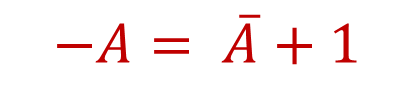 −A = Ā + 1